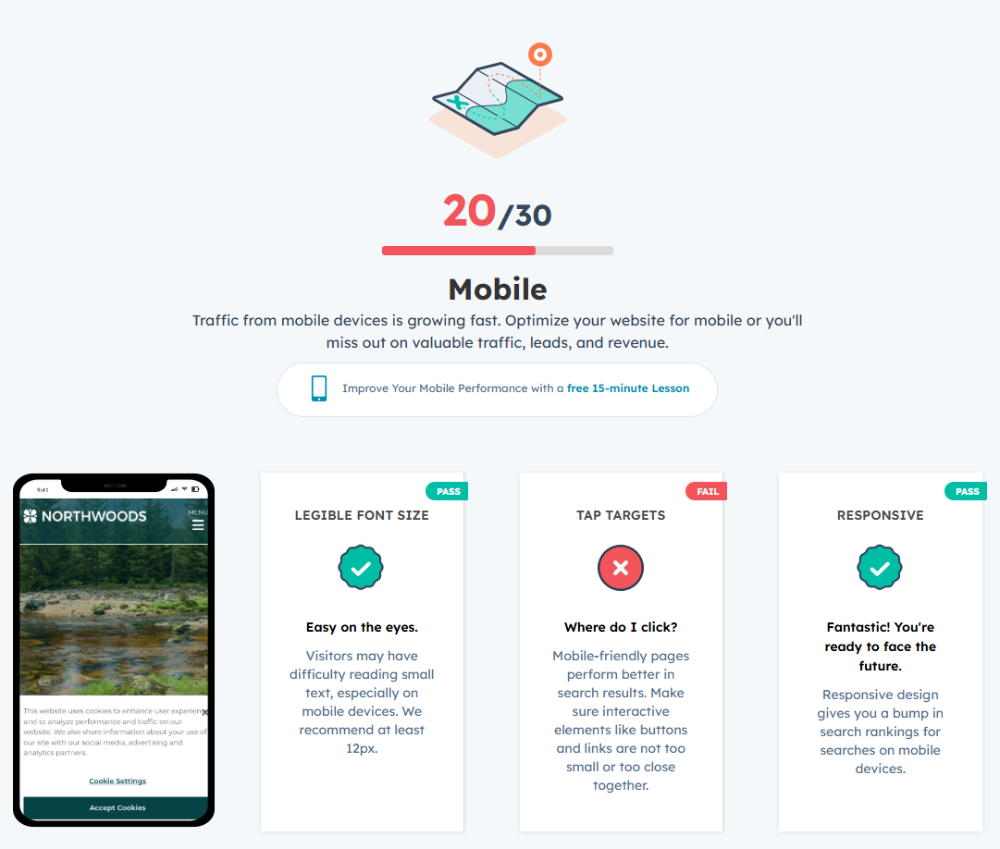 20/30
Mobile
Traffic from mobile devices is growing fast. Optimize your website for mobile or you'll
miss out on valuable traffic, leads, and revenue.
Improve Your Mobile Performance with a free 15-minute Lesson
9:41
NORTHWOODS
MENU
This website uses cookies to enhance user experience
and to analyze performance and traffic on our
website. We also share information about your use of
our site with our social media, advertising and
analytics partners.
Cookie Settings
Accept Cookies
PASS
LEGIBLE FONT SIZE
Easy on the eyes.
Visitors may have
difficulty reading small
text, especially on
mobile devices. We
recommend at least
12px.
FAIL
TAP TARGETS
Where do I click?
Mobile-friendly pages
perform better in
search results. Make
sure interactive
elements like buttons
and links are not too
small or too close
together.
PASS
RESPONSIVE
Fantastic! You're
ready to face the
future.
Responsive design
gives you a bump in
search rankings for
searches on mobile
devices.